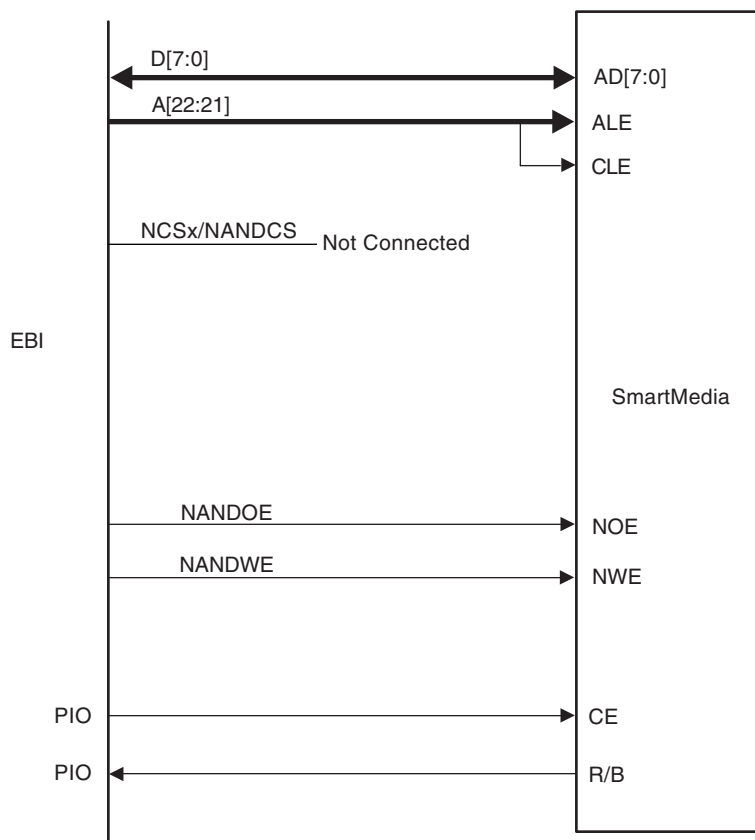 D[7:0]
AD[7:0]
A[22:21]
ALE
CLE
NCSx/NANDCS
Not Connected
EBI
SmartMedia
NANDOE
NOE
NANDWE
NWE
PIO
CE
PIO
R/B